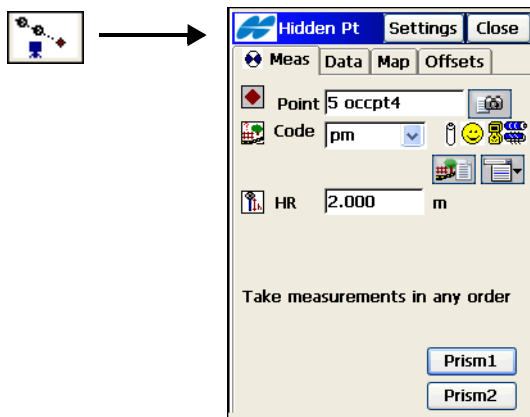 Hidden Pt Settings Close
Meas Data Map Offsets
Point 5 occpt4
Code pm
HR 2.000 m
Take measurements in any order
Prism1
Prism2